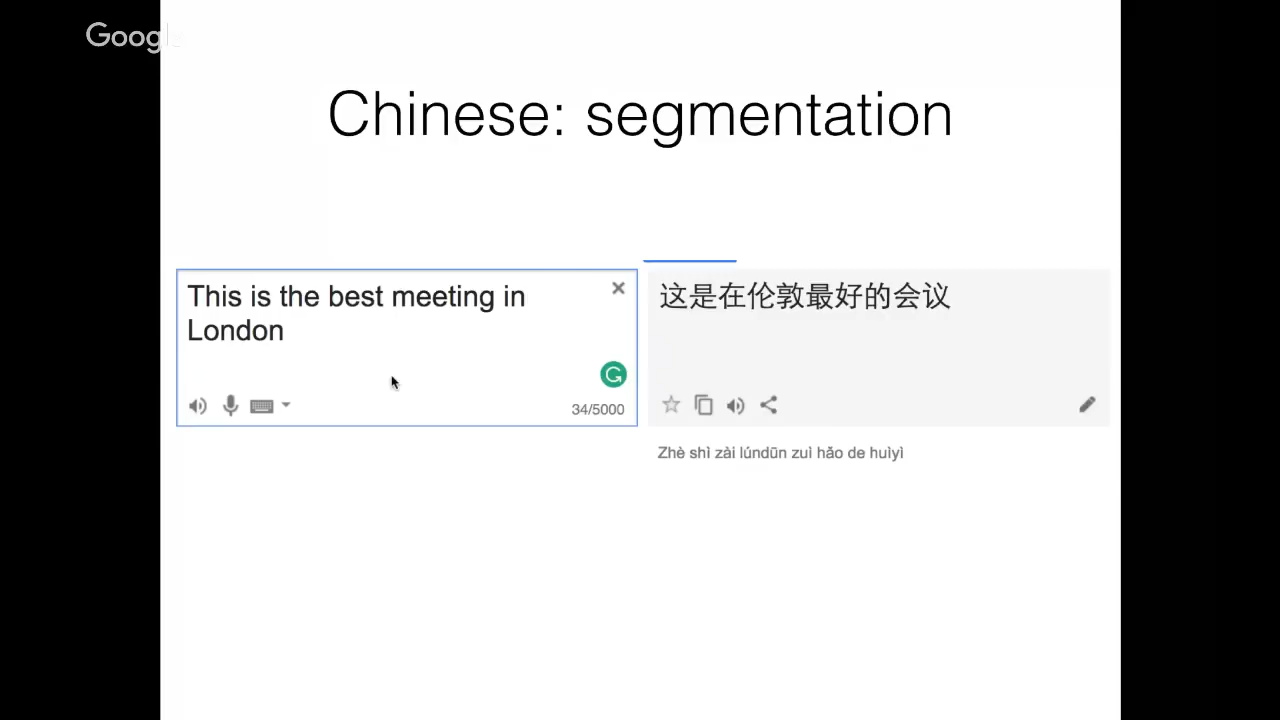 Google
Chinese: segmentation
This is the best meeting in
London
34/5000
这是在伦敦最好的会议
Zhè shì zài lúndūn zuì hǎo de huìyì